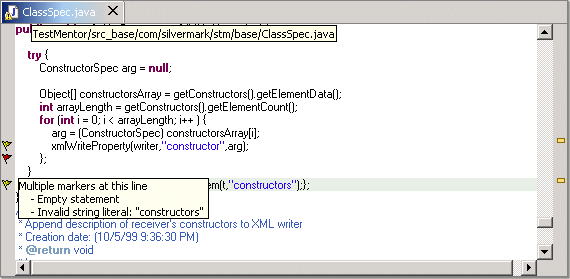 ClassSpec.java
pu
TestMentor/src_base/com/silvermark/stm/base/ClassSpec.java
try {
ConstructorSpec arg = null;
Object[] constructorsArray = getConstructors().getElementData();
int arrayLength = getConstructors().getElementCount();
for (int i = 0; i < arrayLength; i++ ) {
arg = (ConstructorSpec) constructorsArray[i];
xmlWriteProperty(writer,"constructor",arg);
};
}
em(t,"constructors");};
Multiple markers at this line
- Empty statement
- Invalid string literal: "constructors"
}
* Append description of receiver's constructors to XML writer
* Creation date: (10/5/99 9:36:30 PM)
* @return void